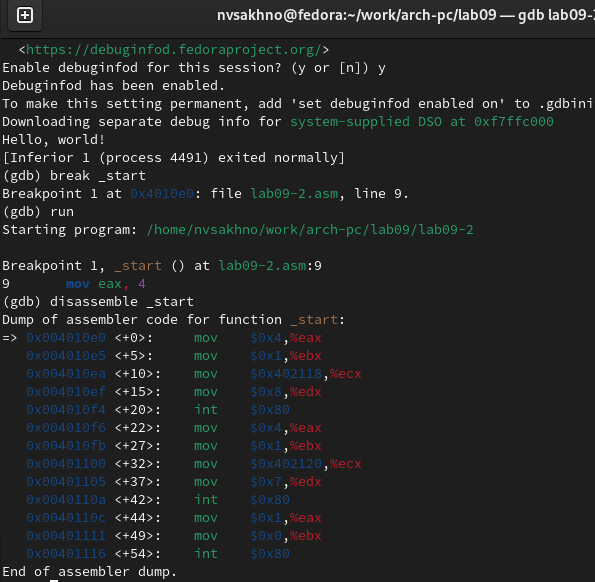 nvsakhno@fedora:~/work/arch-pc/lab09 — gdb lab09-2
<https://debuginfod.fedoraproject.org/>
Enable debuginfod for this session? (y or [n]) y
Debuginfod has been enabled.
To make this setting permanent, add 'set debuginfod enabled on' to .gdbini
Downloading separate debug info for system-supplied DSO at 0xf7ffc000
Hello, world!
[Inferior 1 (process 4491) exited normally]
(gdb) break _start
Breakpoint 1 at 0x4010e0: file lab09-2.asm, line 9.
(gdb) run
Starting program: /home/nvsakhno/work/arch-pc/lab09/lab09-2
Breakpoint 1, _start () at lab09-2.asm:9
9 mov eax, 4
(gdb) disassemble _start
Dump of assembler code for function _start:
=> 0x004010e0 <+0>: mov $0x4,%eax
0x004010e5 <+5>: mov $0x1,%ebx
0x004010ea <+10>: mov $0x402118,%ecx
0x004010ef <+15>: mov $0x8,%edx
0x004010f4 <+20>: int $0x80
0x004010f6 <+22>: mov $0x4,%eax
0x004010fb <+27>: mov $0x1,%ebx
0x00401100 <+32>: mov $0x402120,%ecx
0x00401105 <+37>: mov $0x7,%edx
0x0040110a <+42>: int $0x80
0x0040110c <+44>: mov $0x1,%eax
0x00401111 <+49>: mov $0x0,%ebx
0x00401116 <+54>: int $0x80
End of assembler dump.